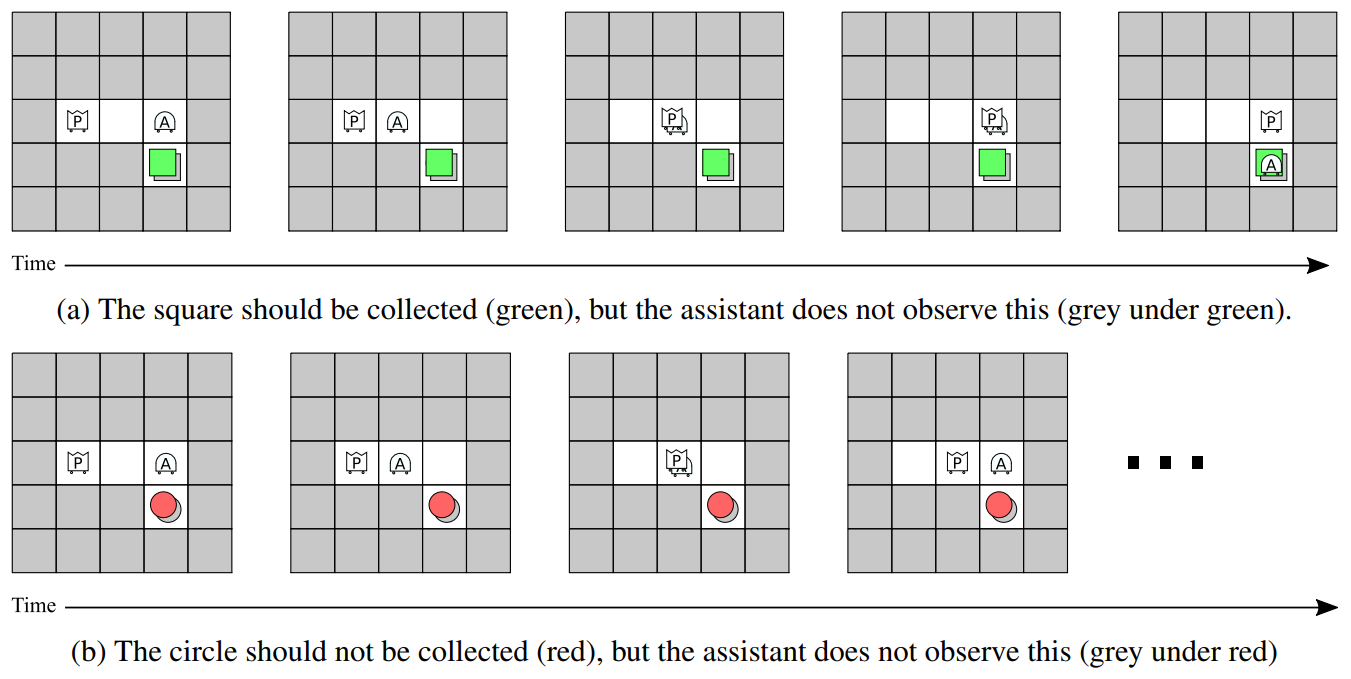 P A P A P P P
A
Time
(a) The square should be collected (green), but the assistant does not observe this (grey under green).
P A P A P P A
Time
(b) The circle should not be collected (red), but the assistant does not observe this (grey under red)